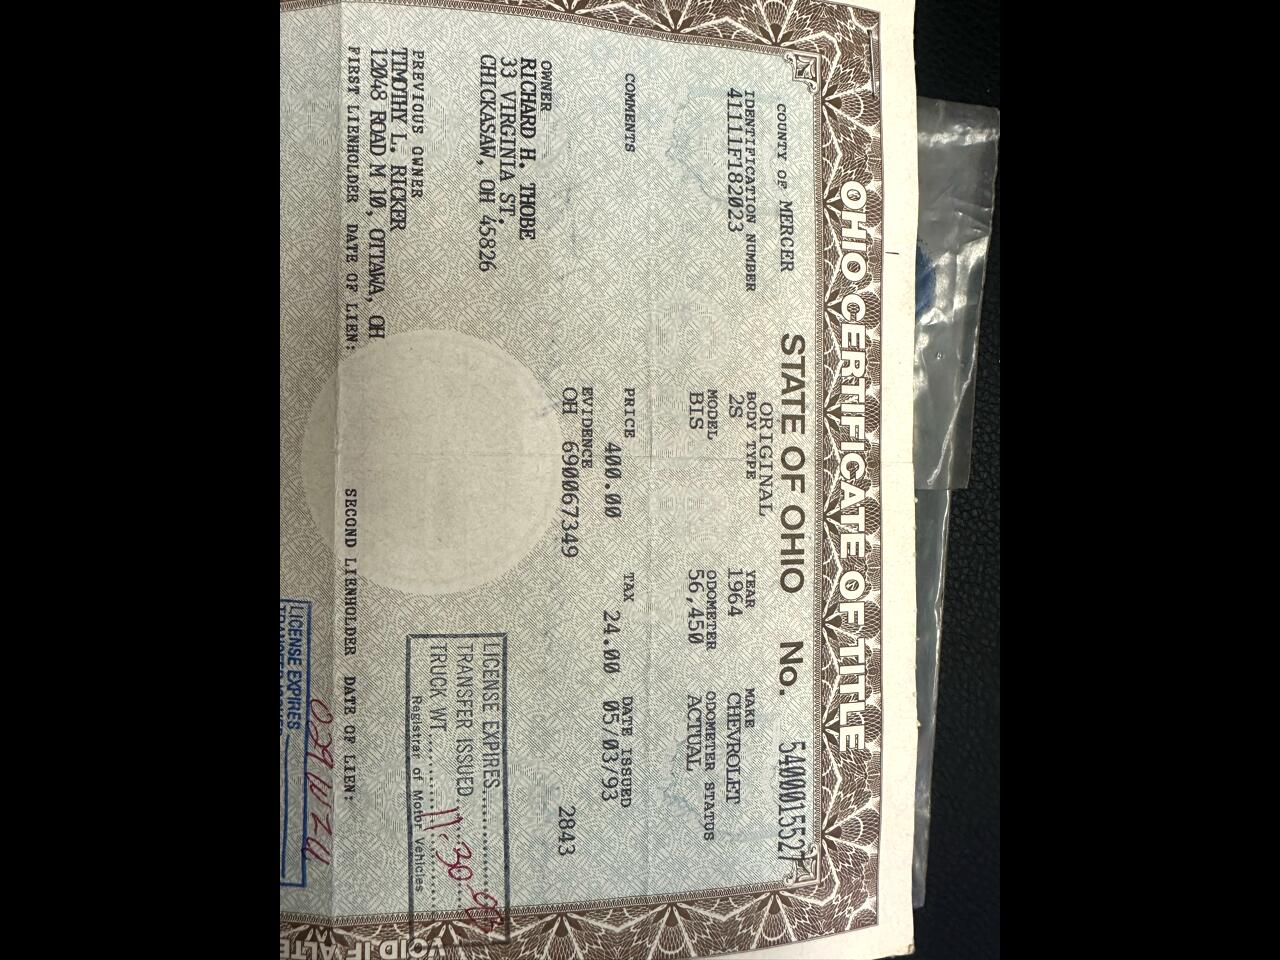 OHIO CERTIFICATE OF TITLE
STATE OF OHIO No. 5400015527
COUNTY OF MERCER ORIGINAL
IDENTIFICATION NUMBER BODY TYPE YEAR MAKE
41111F182023 2S 1964 CHEVROLET
MODEL ODOMETER ODOMETER STATUS
BIS 56,450 ACTUAL
COMMENTS PRICE TAX DATE ISSUED
400.00 24.00 05/03/93
EVIDENCE
OH 690067349 2843
OWNER
RICHARD H. THOBE
33 VIRGINIA ST,
CHICKASAW, OH 45826
LICENSE EXPIRES
TRANSFER ISSUED
TRUCK WT
Registrar of Motor Vehicles
PREVIOUS OWNER
TIMOTHY L. RICKER
12048 ROAD M 10, OTTAWA, OH
FIRST LIENHOLDER DATE OF LIEN: SECOND LIENHOLDER DATE OF LIEN:
LICENSE EXPIRES
VOID IF ALTE